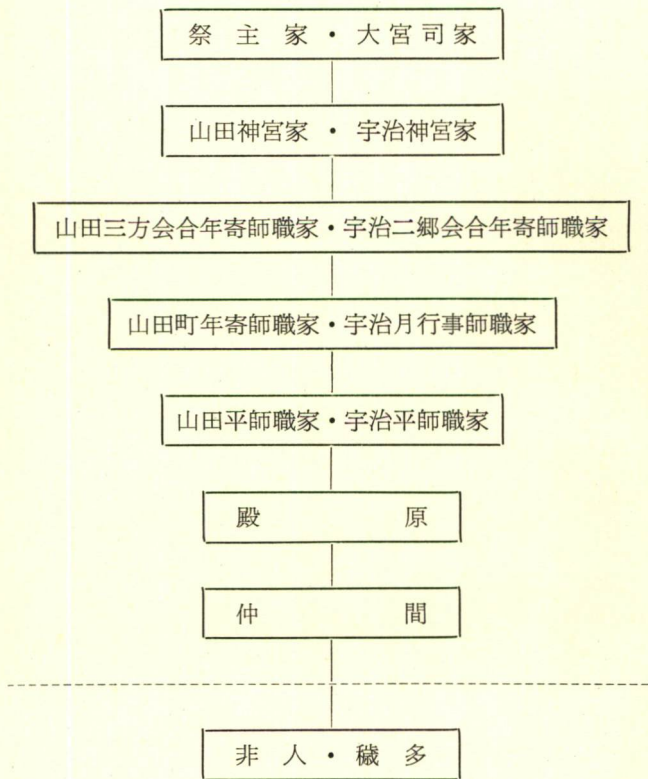 祭主家・大宮司家
山田神宮家・宇治神宮家
山田三方会合年寄師職家・宇治二郷会合年寄師職家
山田町年寄師職家・宇治月行事師職家
山田平師職家・宇治平師職家
殿原
仲間
非人・穢多